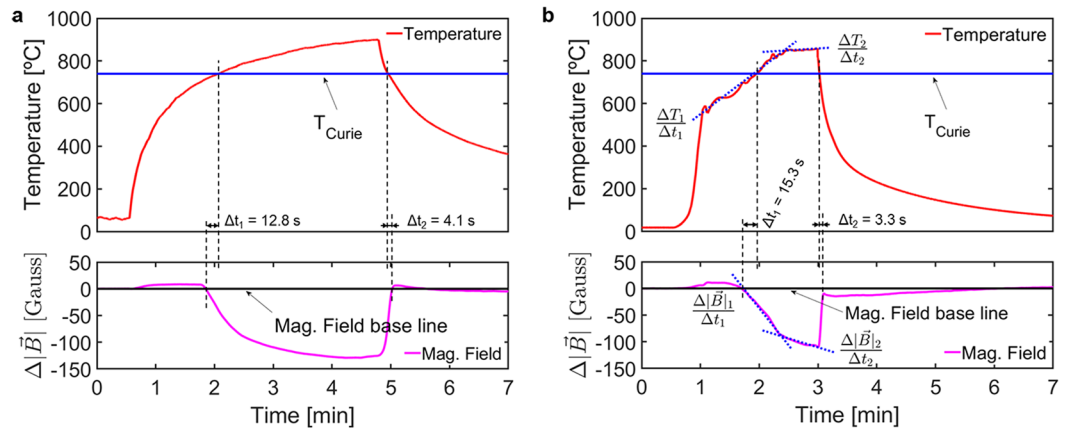 a
1000
800
600
400
200
0
Temperature [ºC]
Temperature
T_Curie
Δt₁ = 12.8 s
Δt₂ = 4.1 s
50
0
-50
-100
-150
Δ|B⃗| [Gauss]
Mag. Field base line
Mag. Field
0 1 2 3 4 5 6 7
Time [min]
b
1000
800
600
400
200
0
Temperature [ºC]
Temperature
ΔT₂
Δt₂
ΔT₁
Δt₁
T_Curie
Δt₁ = 15.3 s
Δt₂ = 3.3 s
50
0
-50
-100
-150
Δ|B⃗| [Gauss]
Δ|B⃗|₁
Δt₁
Mag. Field base line
Δ|B⃗|₂
Δt₂
Mag. Field
0 1 2 3 4 5 6 7
Time [min]